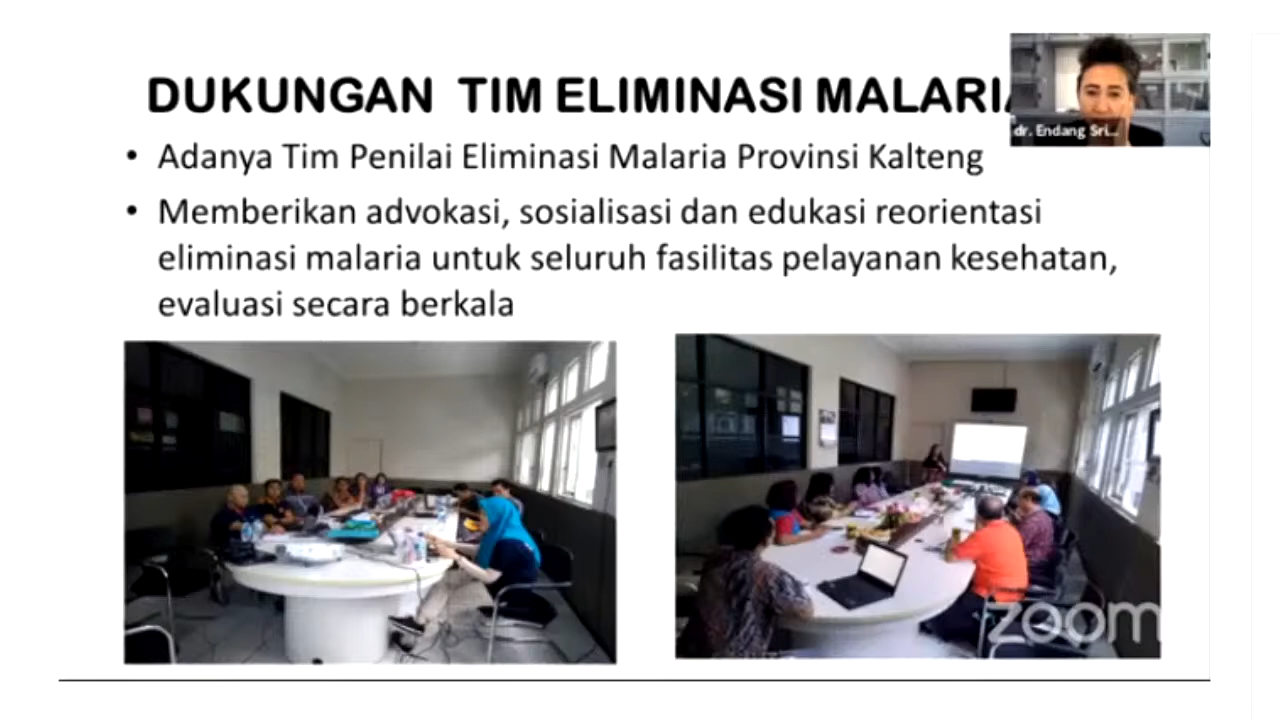 DUKUNGAN TIM ELIMINASI MALARIA
dr. Endang Sri...
• Adanya Tim Penilai Eliminasi Malaria Provinsi Kalteng
• Memberikan advokasi, sosialisasi dan edukasi reorientasi
eliminasi malaria untuk seluruh fasilitas pelayanan kesehatan,
evaluasi secara berkala
zoom